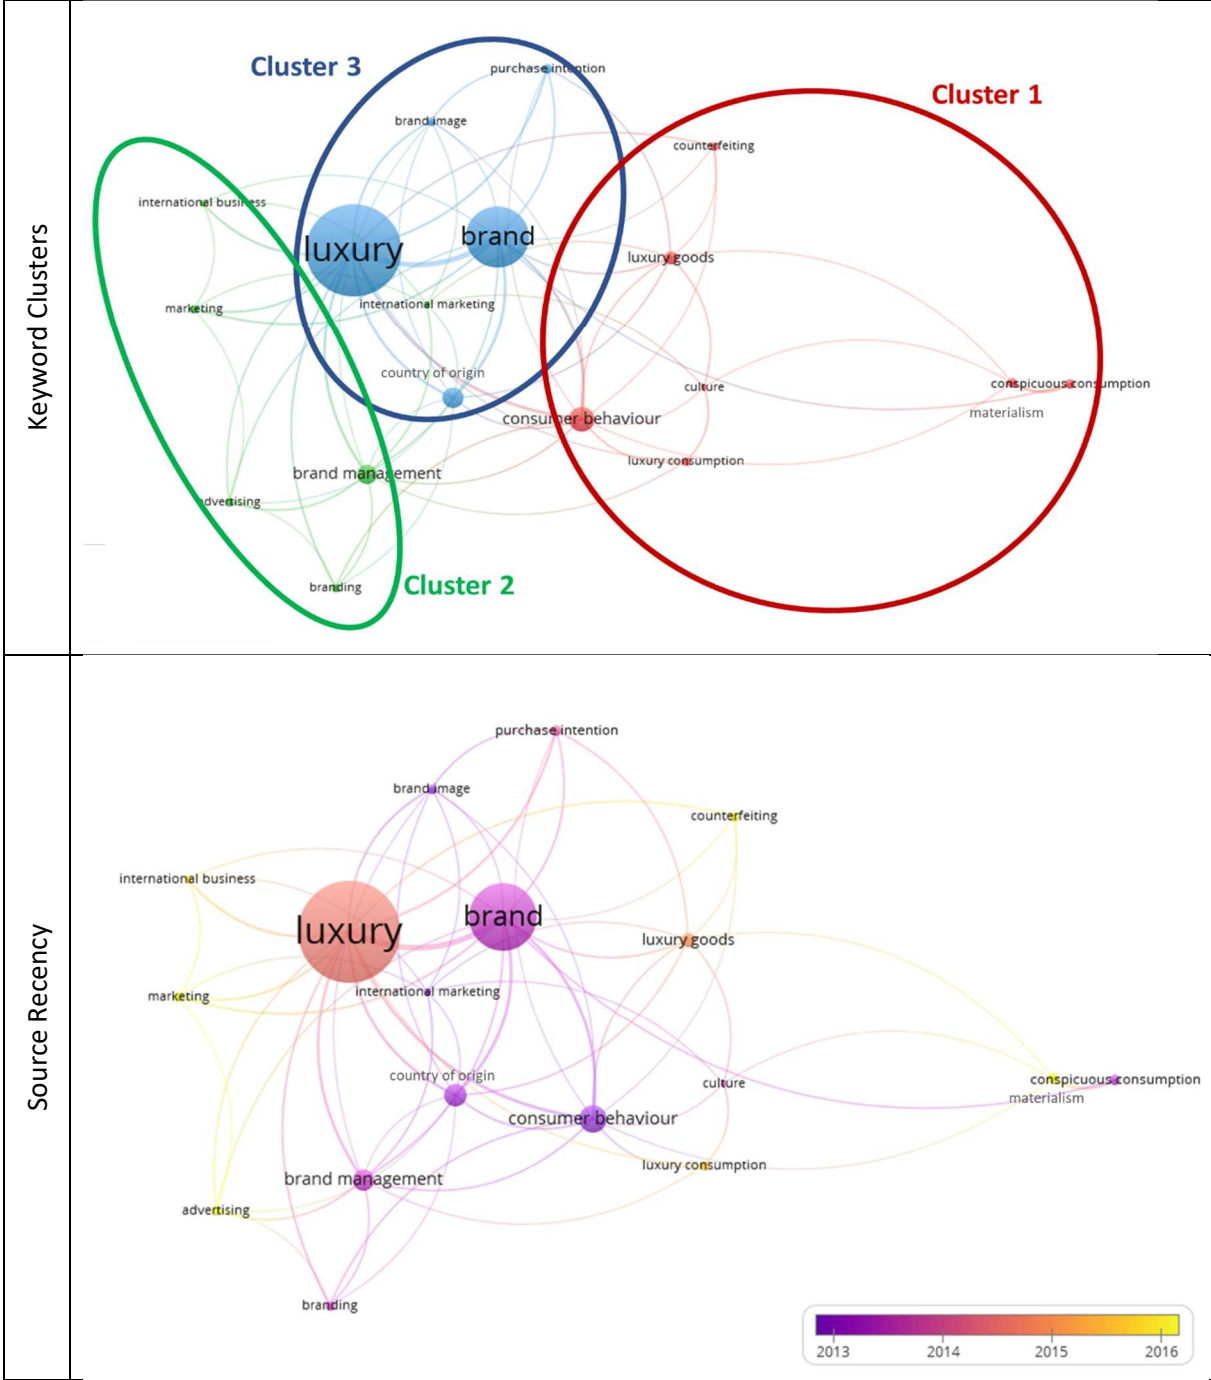 Keyword Clusters
Cluster 3
purchase intention
Cluster 1
brand image
counterfeiting
international business
luxury
brand
luxury goods
marketing
international marketing
country of origin
culture
conspicuous consumption
materialism
consumer behaviour
luxury consumption
brand management
advertising
branding
Cluster 2
Source Recency
purchase intention
brand image
counterfeiting
international business
luxury
brand
luxury goods
marketing
international marketing
country of origin
culture
conspicuous consumption
materialism
consumer behaviour
luxury consumption
brand management
advertising
branding
2013 2014 2015 2016